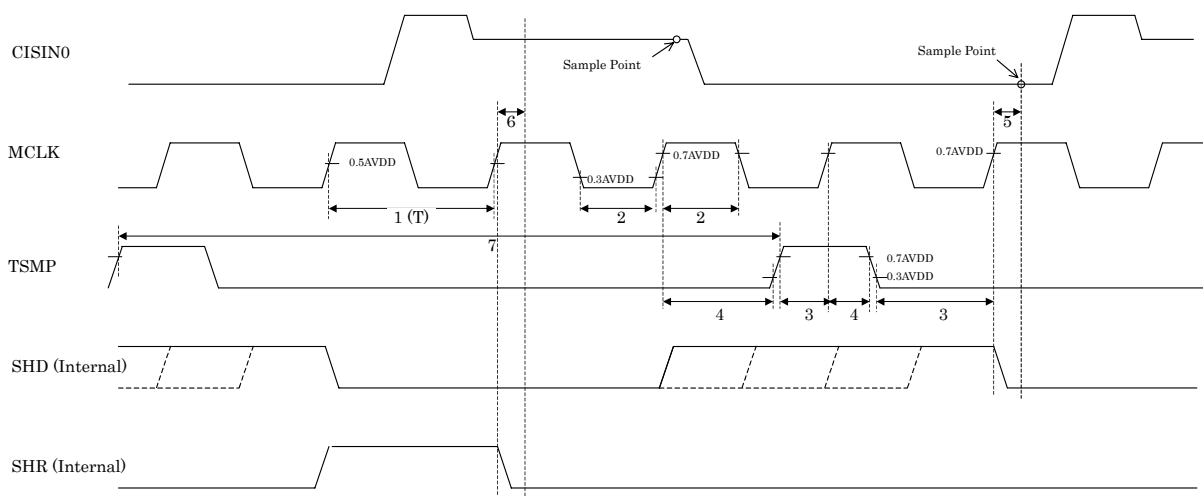 CISIN0
Sample Point
Sample Point
6
5
MCLK
0.5AVDD
0.7AVDD
0.7AVDD
0.3AVDD
1 (T)
2
2
7
TSMP
0.7AVDD
0.3AVDD
4
3
4
3
SHD (Internal)
SHR (Internal)